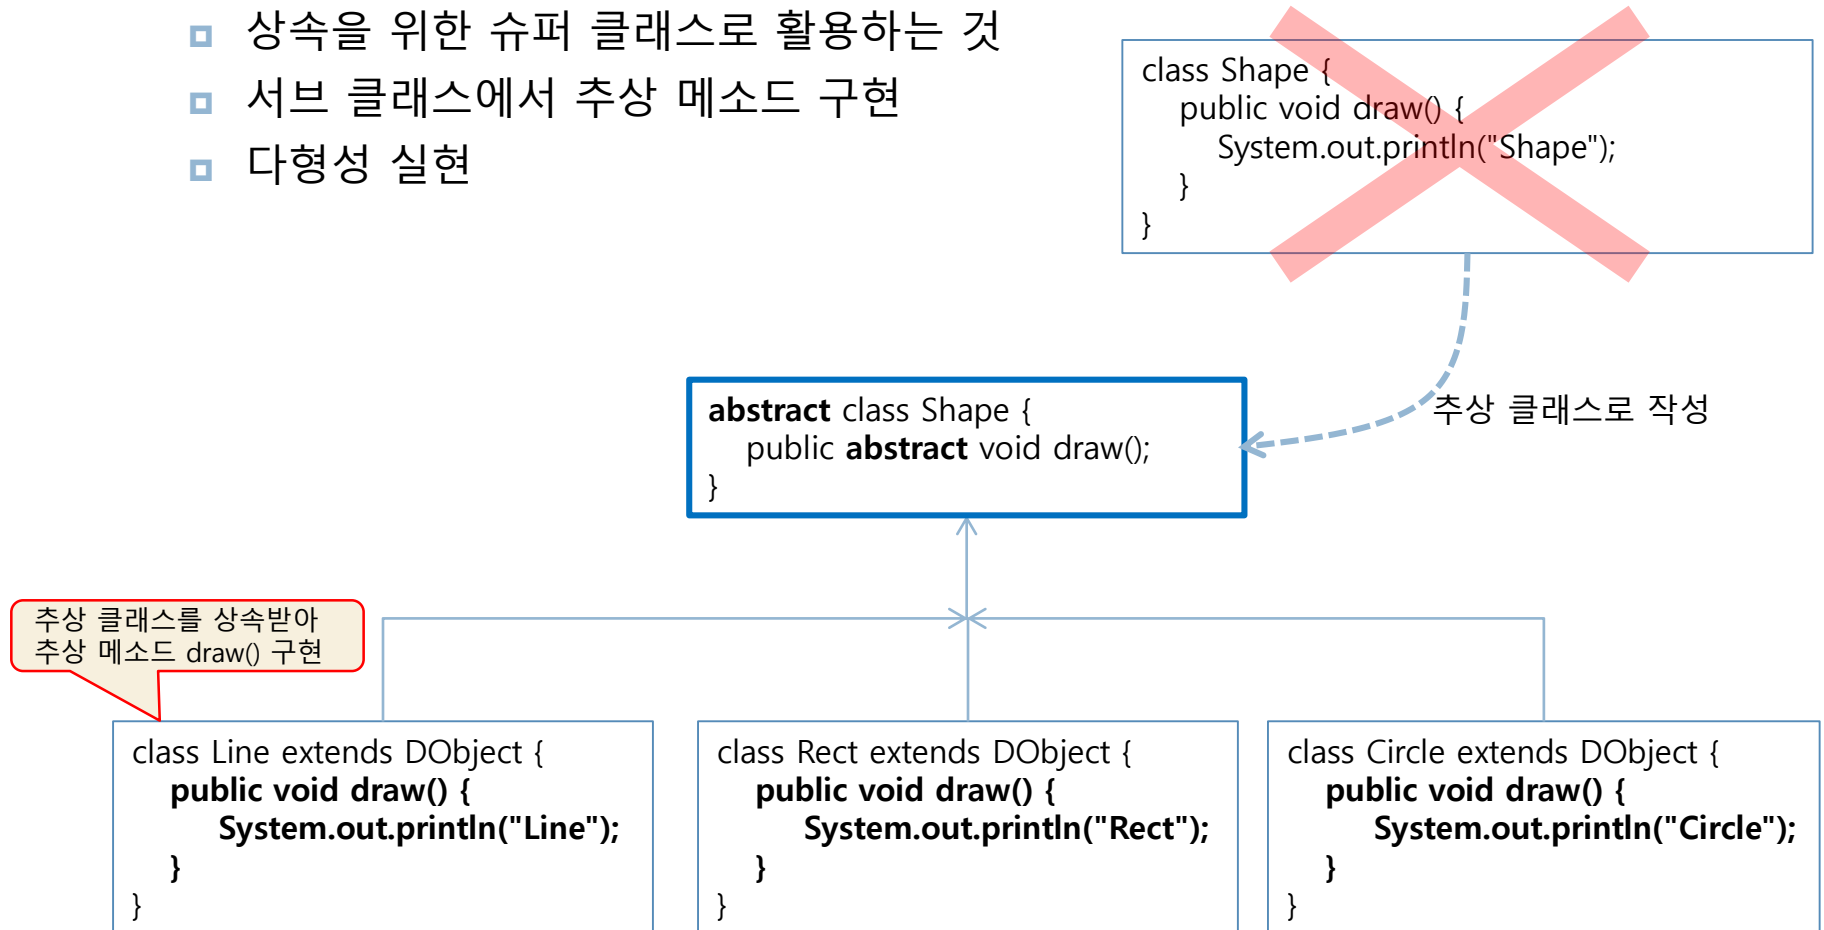 상속을 위한 슈퍼 클래스로 활용하는 것
서브 클래스에서 추상 메소드 구현
다형성 실현
class Shape {
public void draw() {
System.out.println("Shape");
}
}
추상 클래스로 작성
abstract class Shape {
public abstract void draw();
}
추상 클래스를 상속받아
추상 메소드 draw() 구현
class Line extends DObject {
public void draw() {
System.out.println("Line");
}
}
class Rect extends DObject {
public void draw() {
System.out.println("Rect");
}
}
class Circle extends DObject {
public void draw() {
System.out.println("Circle");
}
}